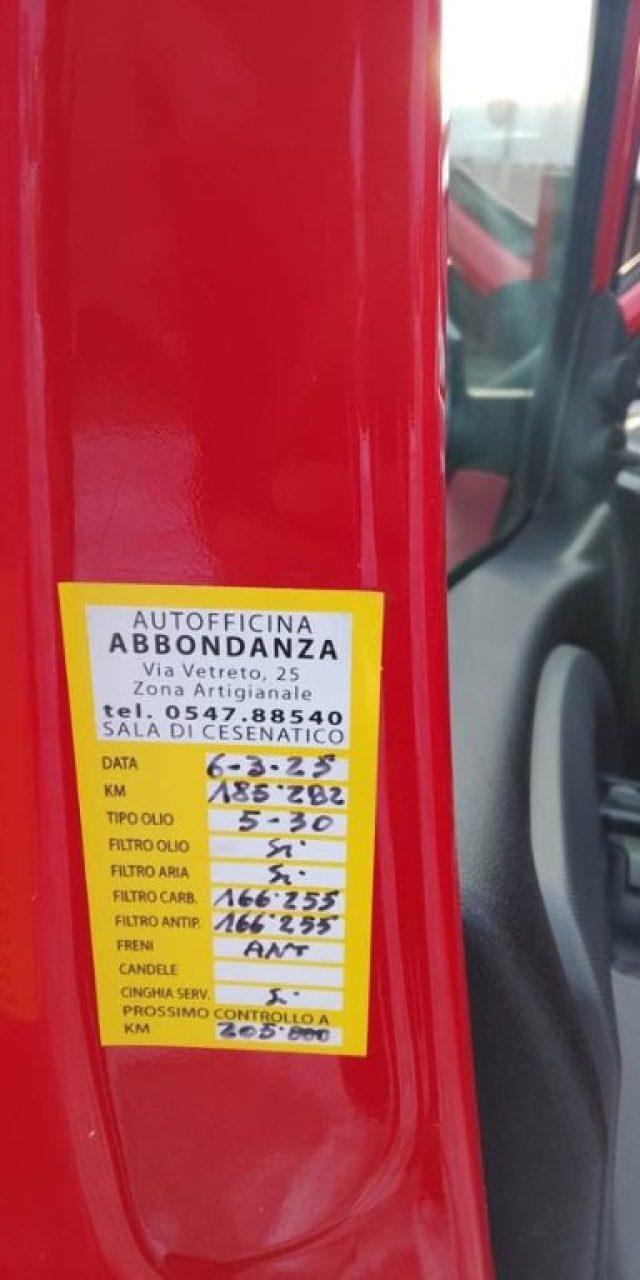 AUTOFFICINA
ABBONDANZA
Via Vetreto, 25
Zona Artigianale
tel. 0547.88540
SALA DI CESENATICO
DATA 6-3-25
KM 185.282
TIPO OLIO 5-30
FILTRO OLIO Si
FILTRO ARIA Si
FILTRO CARB. 166.255
FILTRO ANTIP. 166.255
FRENI ANT
CANDELE
CINGHIA SERV. Si
PROSSIMO CONTROLLO A
KM 205.000